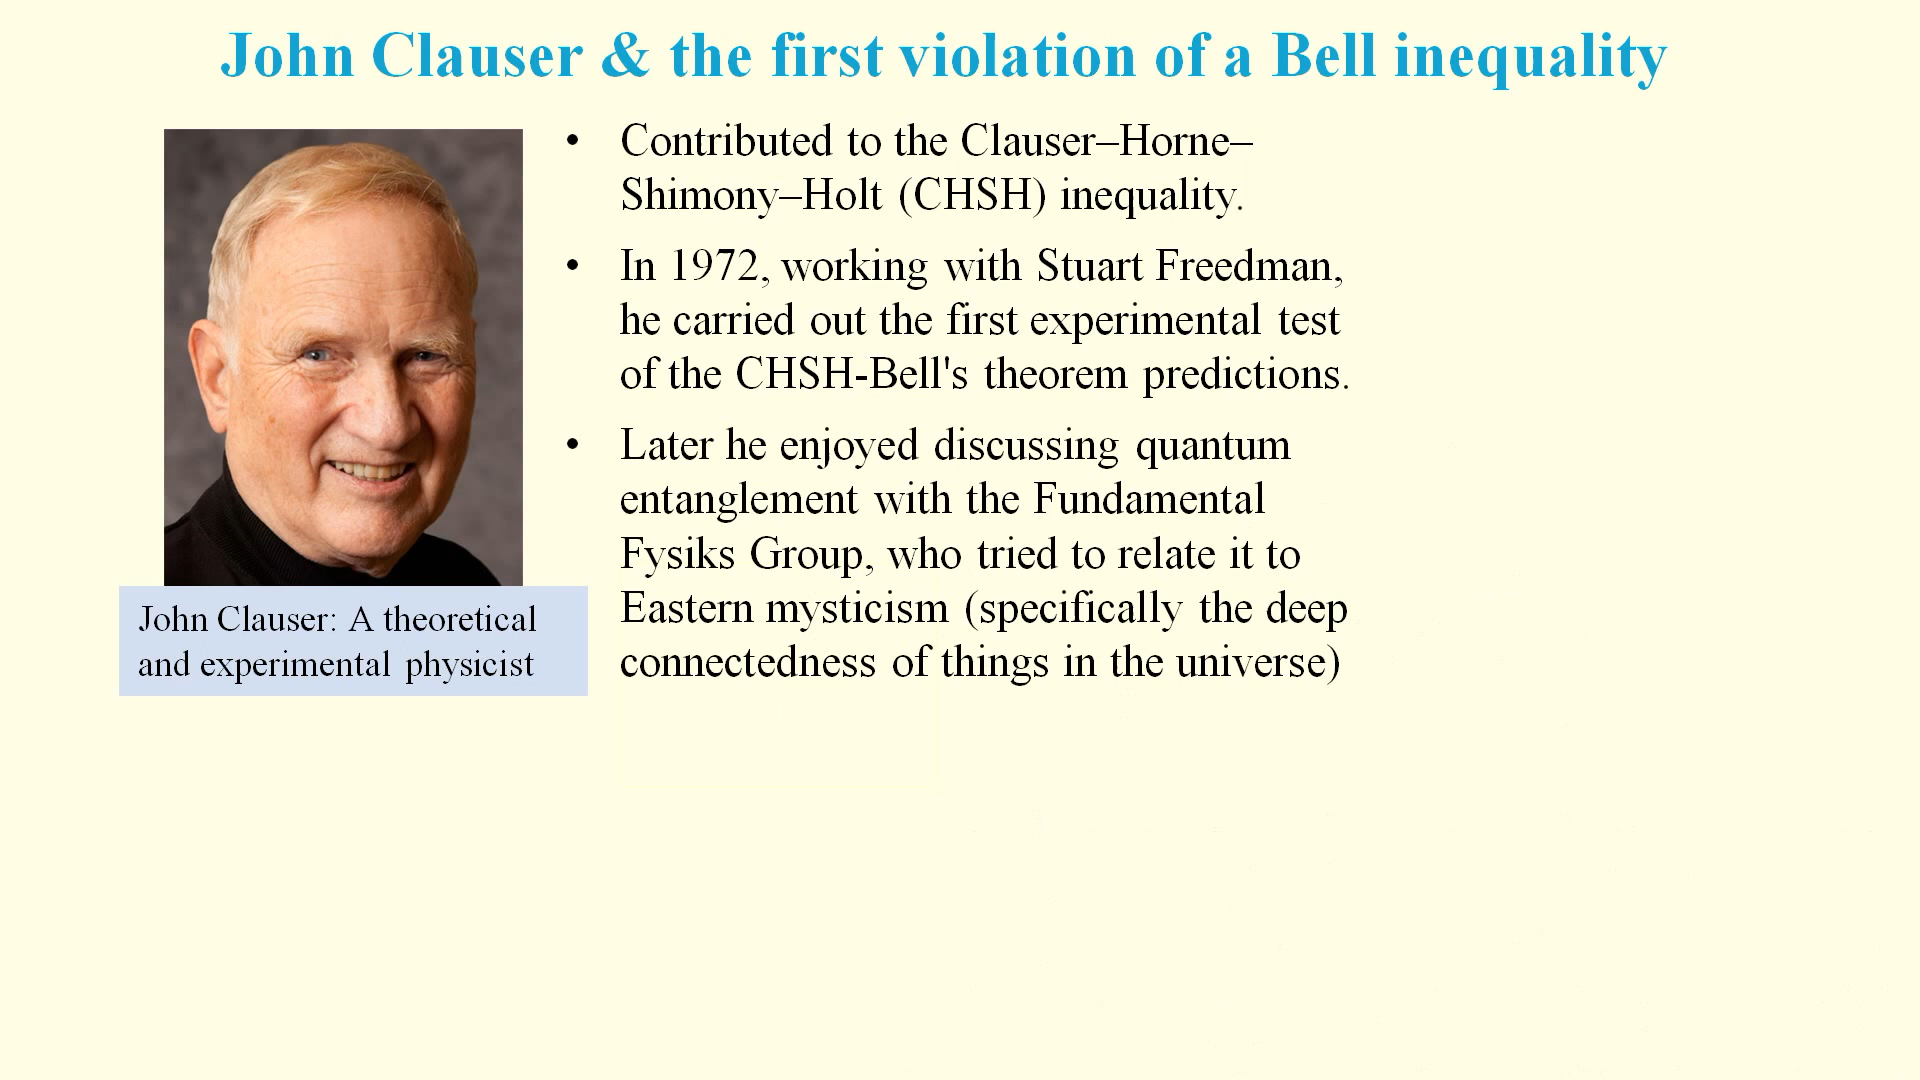 John Clauser & the first violation of a Bell inequality
• Contributed to the Clauser–Horne–
Shimony–Holt (CHSH) inequality.
• In 1972, working with Stuart Freedman,
he carried out the first experimental test
of the CHSH-Bell's theorem predictions.
• Later he enjoyed discussing quantum
entanglement with the Fundamental
Fysiks Group, who tried to relate it to
Eastern mysticism (specifically the deep
connectedness of things in the universe)
John Clauser: A theoretical
and experimental physicist